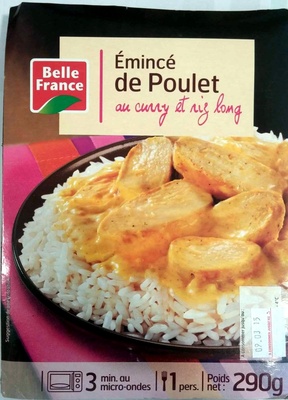 Belle
France
Émincé
de Poulet
au curry et riz long
3 min. au
micro-ondes
1 pers.
Poids
net :
290g